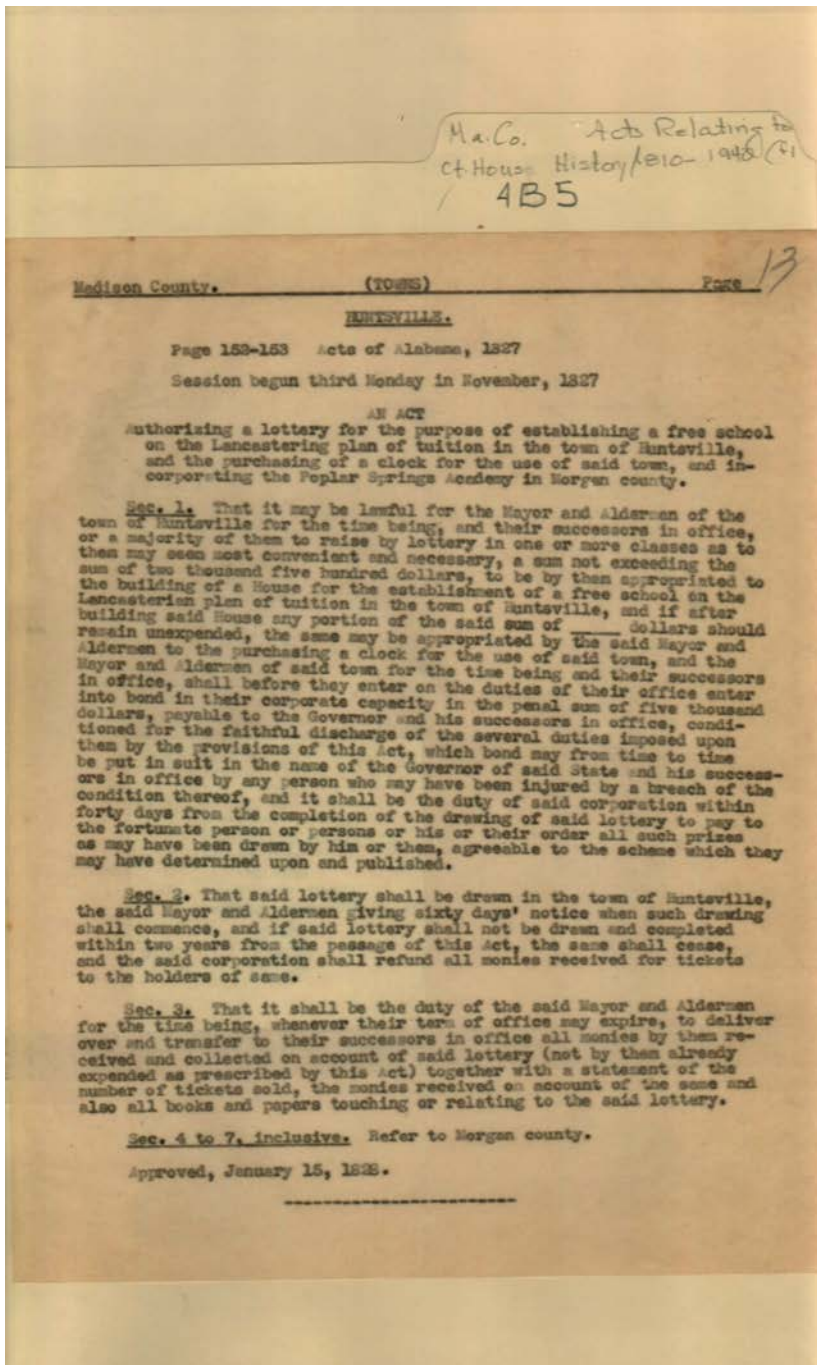 Ma.Co. Acts Relating to
Ct. House History 1810-1948 (f1
4B5
Madison County. (TOWNS) Page 13
HUNTSVILLE.
Page 152-153 Acts of Alabama, 1827
Session begun third Monday in November, 1827
AN ACT
Authorizing a lottery for the purpose of establishing a free school
on the Lancastering plan of tuition in the town of Huntsville,
and the purchasing of a clock for the use of said town, and in-
corporating the Poplar Springs Academy in Morgan county.
Sec. 1. That it may be lawful for the Mayor and Aldermen of the
town of Huntsville for the time being, and their successors in office,
or a majority of them to raise by lottery in one or more classes as to
them may seem most convenient and necessary, a sum not exceeding the
sum of two thousand five hundred dollars, to be by them appropriated to
the building of a House for the establishment of a free school on the
Lancasterian plan of tuition in the town of Huntsville, and if after
building said House any portion of the said sum of _____ dollars should
remain unexpended, the same may be appropriated by the said Mayor and
Aldermen to the purchasing a clock for the use of said town, and the
Mayor and Aldermen of said town for the time being and their successors
in office, shall before they enter on the duties of their office enter
into bond in their corporate capacity in the penal sum of five thousand
dollars, payable to the Governor and his successors in office, condi-
tioned for the faithful discharge of the several duties imposed upon
them by the provisions of this Act, which bond may from time to time
be put in suit in the name of the Governor of said State and his success-
ors in office by any person who may have been injured by a breach of the
condition thereof, and it shall be the duty of said corporation within
forty days from the completion of the drawing of said lottery to pay to
the fortunate person or persons or his or their order all such prizes
as may have been drawn by him or them, agreeable to the scheme which they
may have determined upon and published.
Sec. 2. That said lottery shall be drawn in the town of Huntsville,
the said Mayor and Aldermen giving sixty days' notice when such drawing
shall commence, and if said lottery shall not be drawn and completed
within two years from the passage of this Act, the same shall cease,
and the said corporation shall refund all monies received for tickets
to the holders of same.
Sec. 3. That it shall be the duty of the said Mayor and Aldermen
for the time being, whenever their term of office may expire, to deliver
over and transfer to their successors in office all monies by them re-
ceived and collected on account of said lottery (not by them already
expended as prescribed by this Act) together with a statement of the
number of tickets sold, the monies received on account of the same and
also all books and papers touching or relating to the said lottery.
Sec. 4 to 7, inclusive. Refer to Morgan county.
Approved, January 15, 1828.